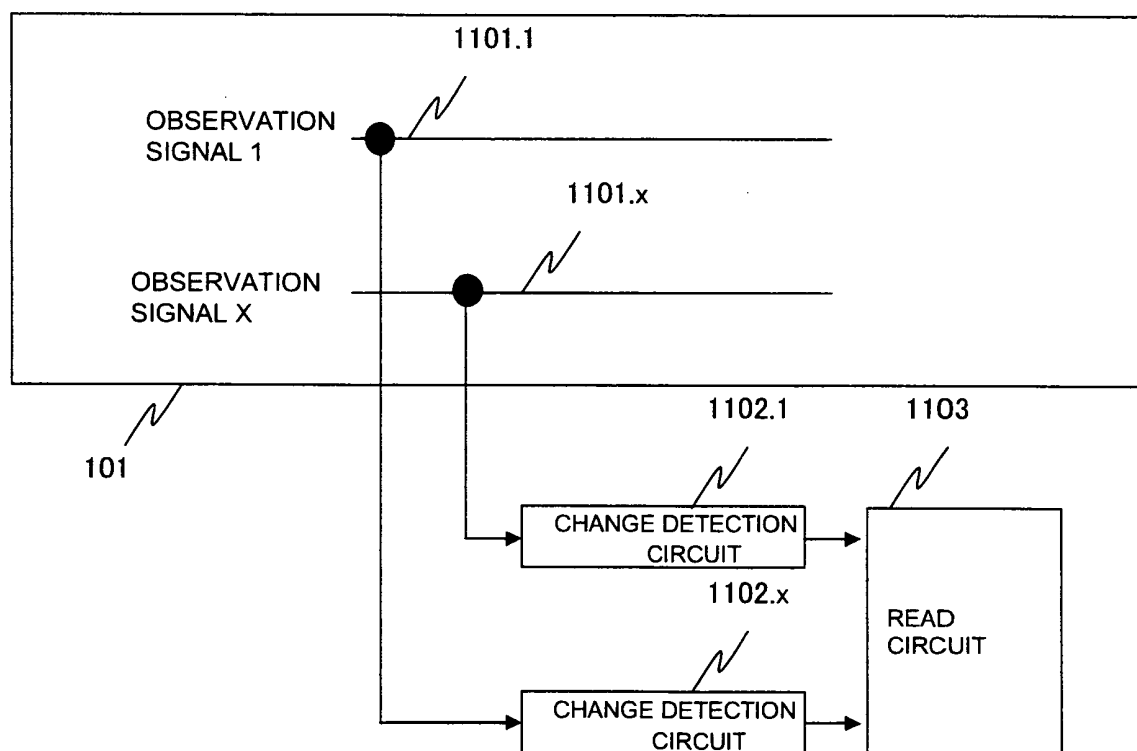 1101.1
OBSERVATION
SIGNAL 1
1101.x
OBSERVATION
SIGNAL X
101
1102.1
1103
CHANGE DETECTION
CIRCUIT
1102.x
READ
CIRCUIT
CHANGE DETECTION
CIRCUIT